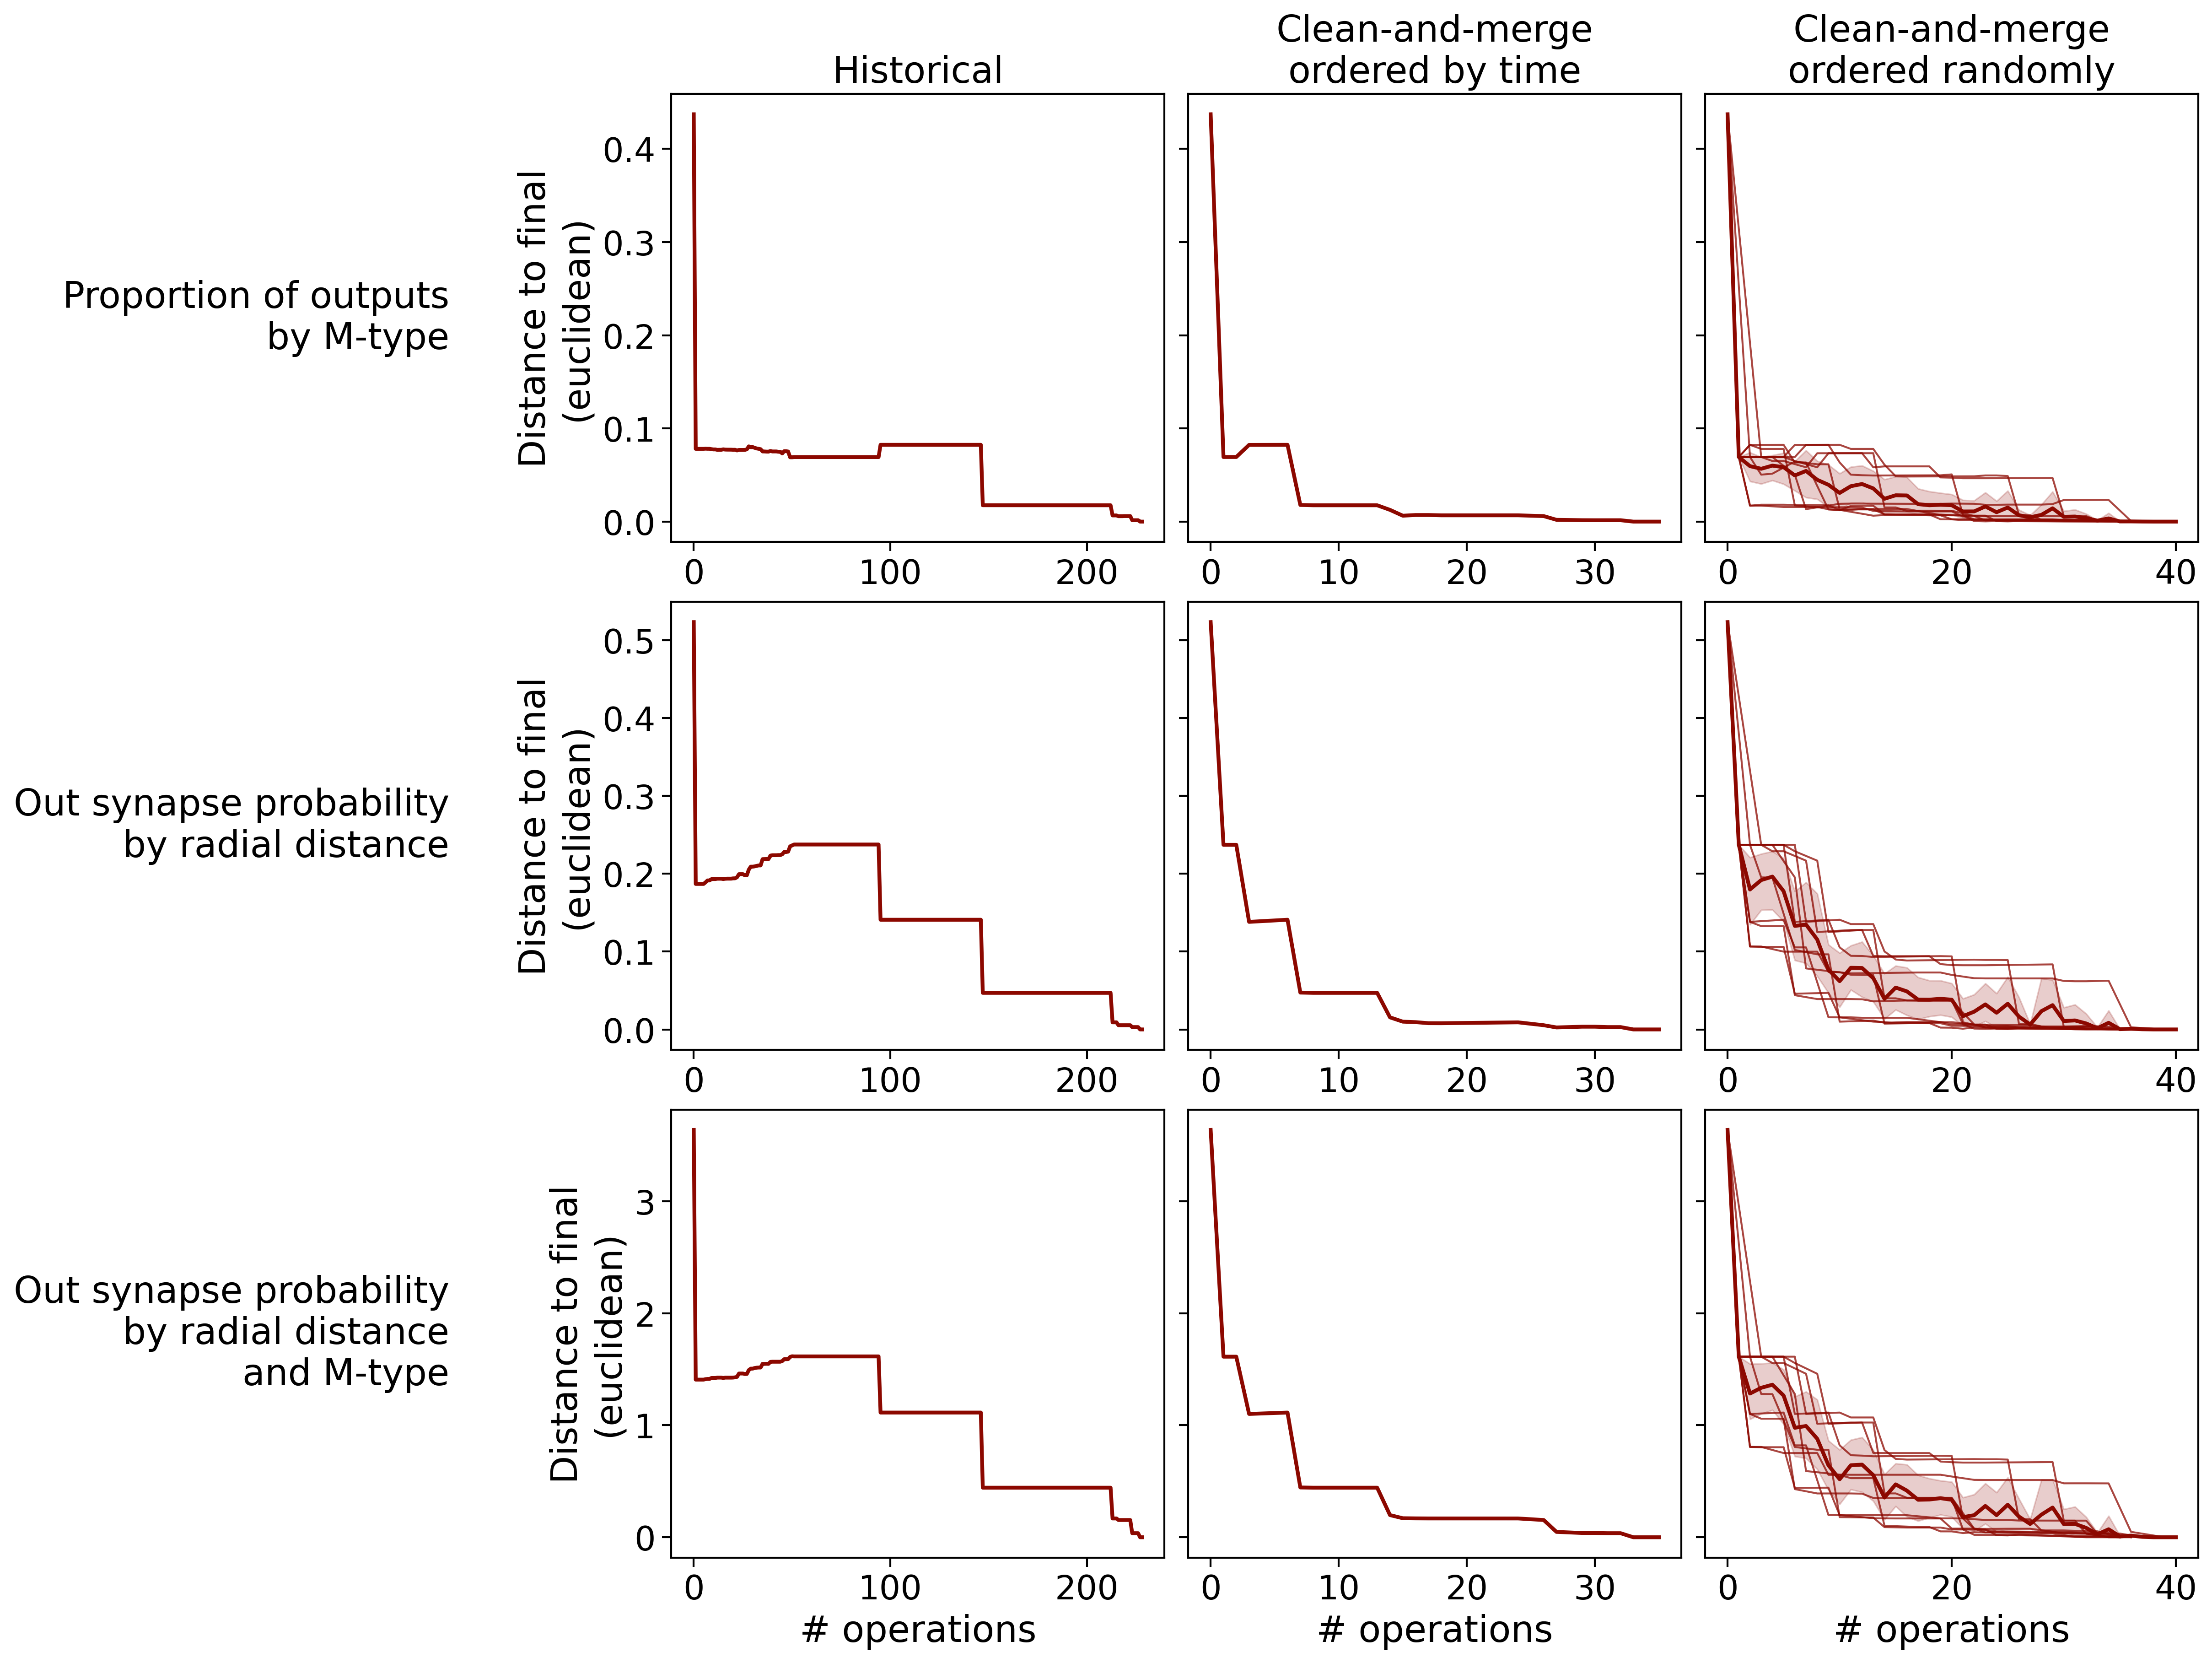 Historical
Clean-and-merge
ordered by time
Clean-and-merge
ordered randomly
Proportion of outputs
by M-type
Distance to final
(euclidean)
0.4
0.3
0.2
0.1
0.0
0 100 200
0 10 20 30
0 20 40
Out synapse probability
by radial distance
Distance to final
(euclidean)
0.5
0.4
0.3
0.2
0.1
0.0
0 100 200
0 10 20 30
0 20 40
Out synapse probability
by radial distance
and M-type
Distance to final
(euclidean)
3
2
1
0
0 100 200
0 10 20 30
0 20 40
# operations
# operations
# operations